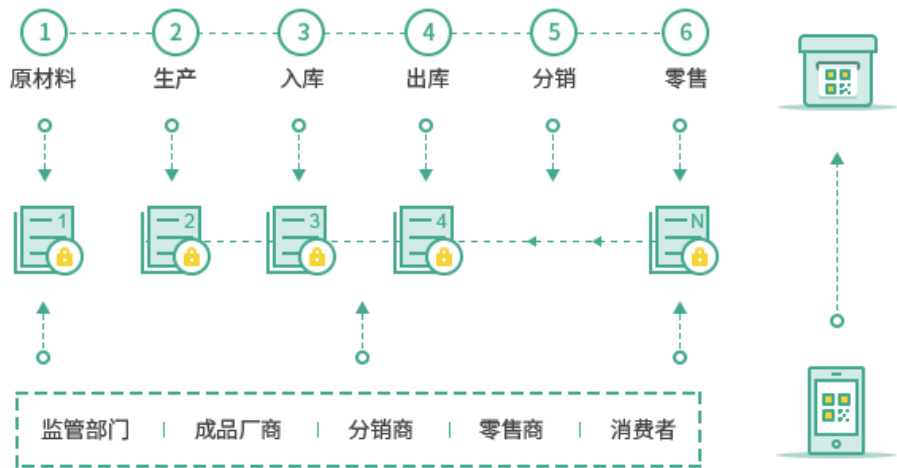 1 2 3 4 5 6
原材料 生产 入库 出库 分销 零售
1 2 3 4 N
监管部门 成品厂商 分销商 零售商 消费者